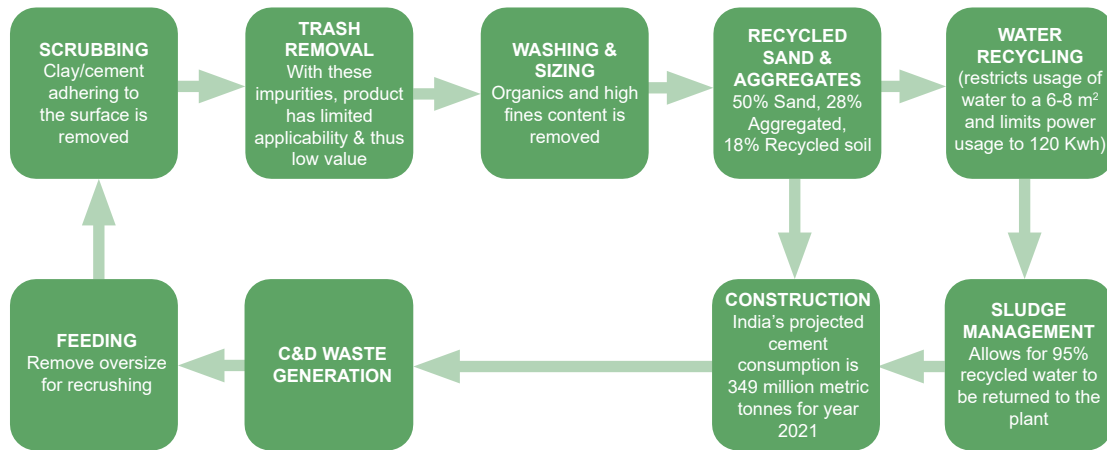 SCRUBBING
Clay/cement
adhering to
the surface is
removed
TRASH
REMOVAL
With these
impurities, product
has limited
applicability & thus
low value
WASHING &
SIZING
Organics and high
fines content is
removed
RECYCLED
SAND &
AGGREGATES
50% Sand, 28%
Aggregated,
18% Recycled soil
WATER
RECYCLING
(restricts usage of
water to a 6-8 m²
and limits power
usage to 120 Kwh)
FEEDING
Remove oversize
for recrushing
C&D WASTE
GENERATION
CONSTRUCTION
India's projected
cement
consumption is
349 million metric
tonnes for year
2021
SLUDGE
MANAGEMENT
Allows for 95%
recycled water to
be returned to the
plant